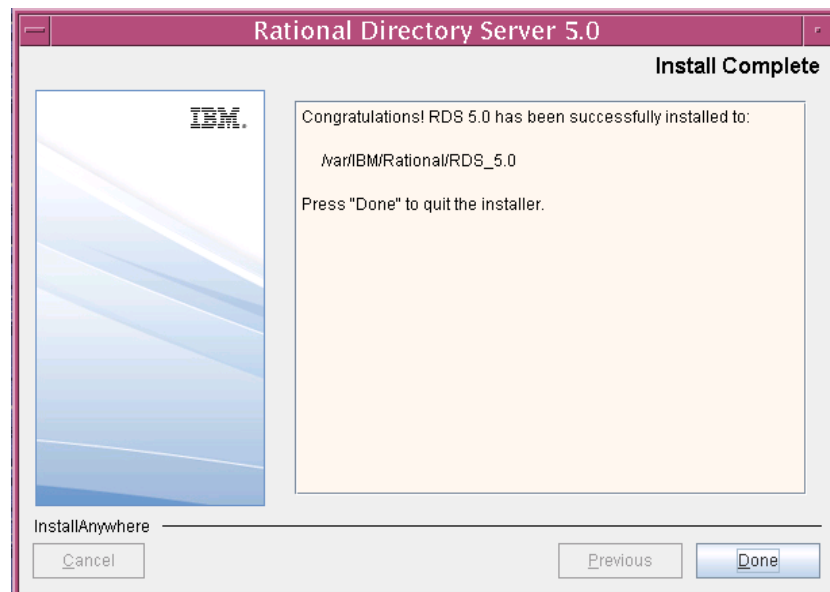 Rational Directory Server 5.0
Install Complete
IBM.
Congratulations! RDS 5.0 has been successfully installed to:
/var/IBM/Rational/RDS_5.0
Press "Done" to quit the installer.
InstallAnywhere
Cancel
Previous
Done